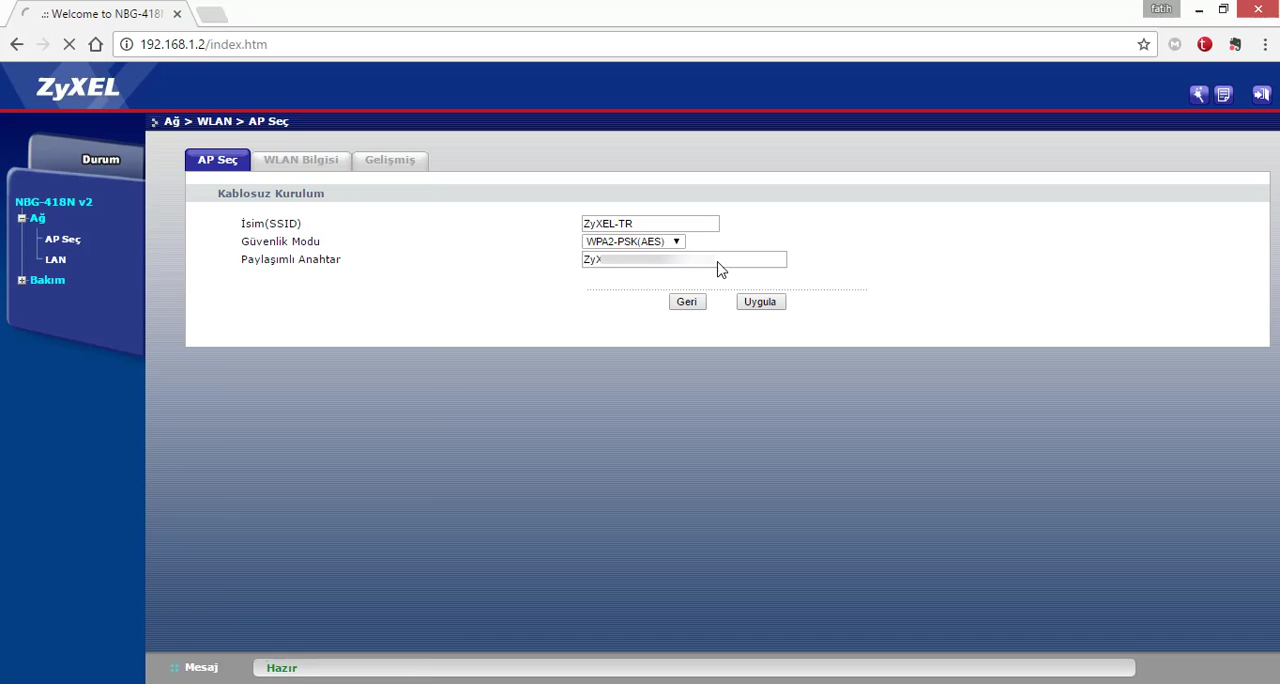 .:: Welcome to NBG-418N
fatih
192.168.1.2/index.htm
ZyXEL
Ağ > WLAN > AP Seç
Durum
NBG-418N v2
Ağ
AP Seç
LAN
Bakım
AP Seç WLAN Bilgisi Gelişmiş
Kablosuz Kurulum
İsim(SSID) ZyXEL-TR
Güvenlik Modu WPA2-PSK(AES)
Paylaşımlı Anahtar ZyX
Geri Uygula
Mesaj Hazır